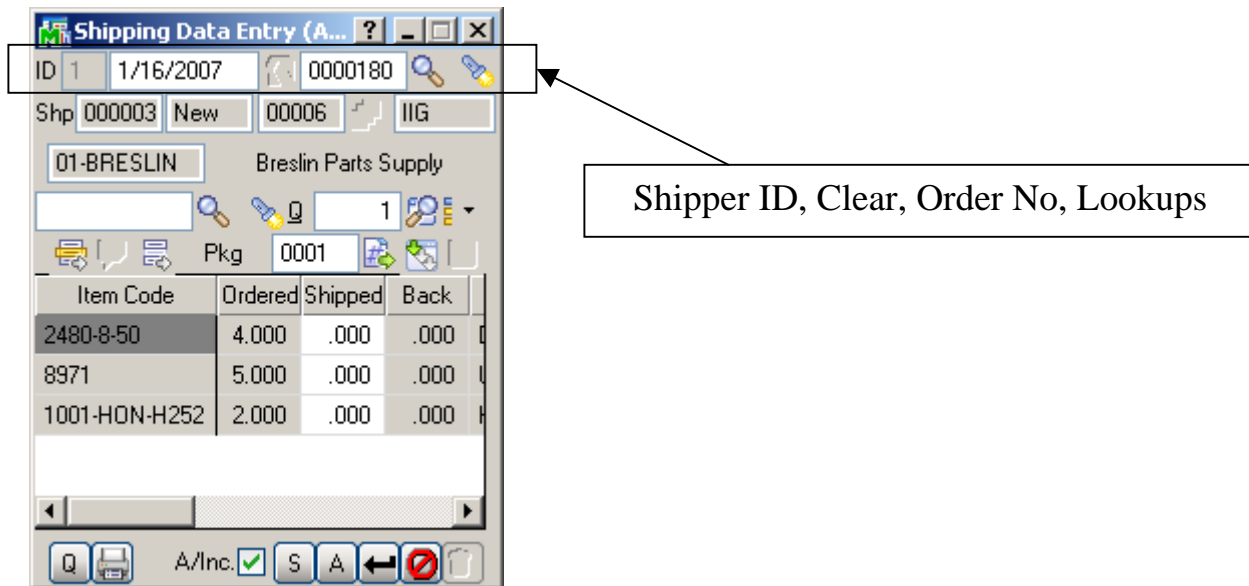 Shipping Data Entry (A... ?
ID 1 1/16/2007 0000180
Shp 000003 New 00006 IIG
Shipper ID, Clear, Order No, Lookups
01-BRESLIN Breslin Parts Supply
Q 1
Pkg 0001
Item Code Ordered Shipped Back
2480-8-50 4.000 .000 .000
8971 5.000 .000 .000
1001-HON-H252 2.000 .000 .000
Q A/Inc. S A